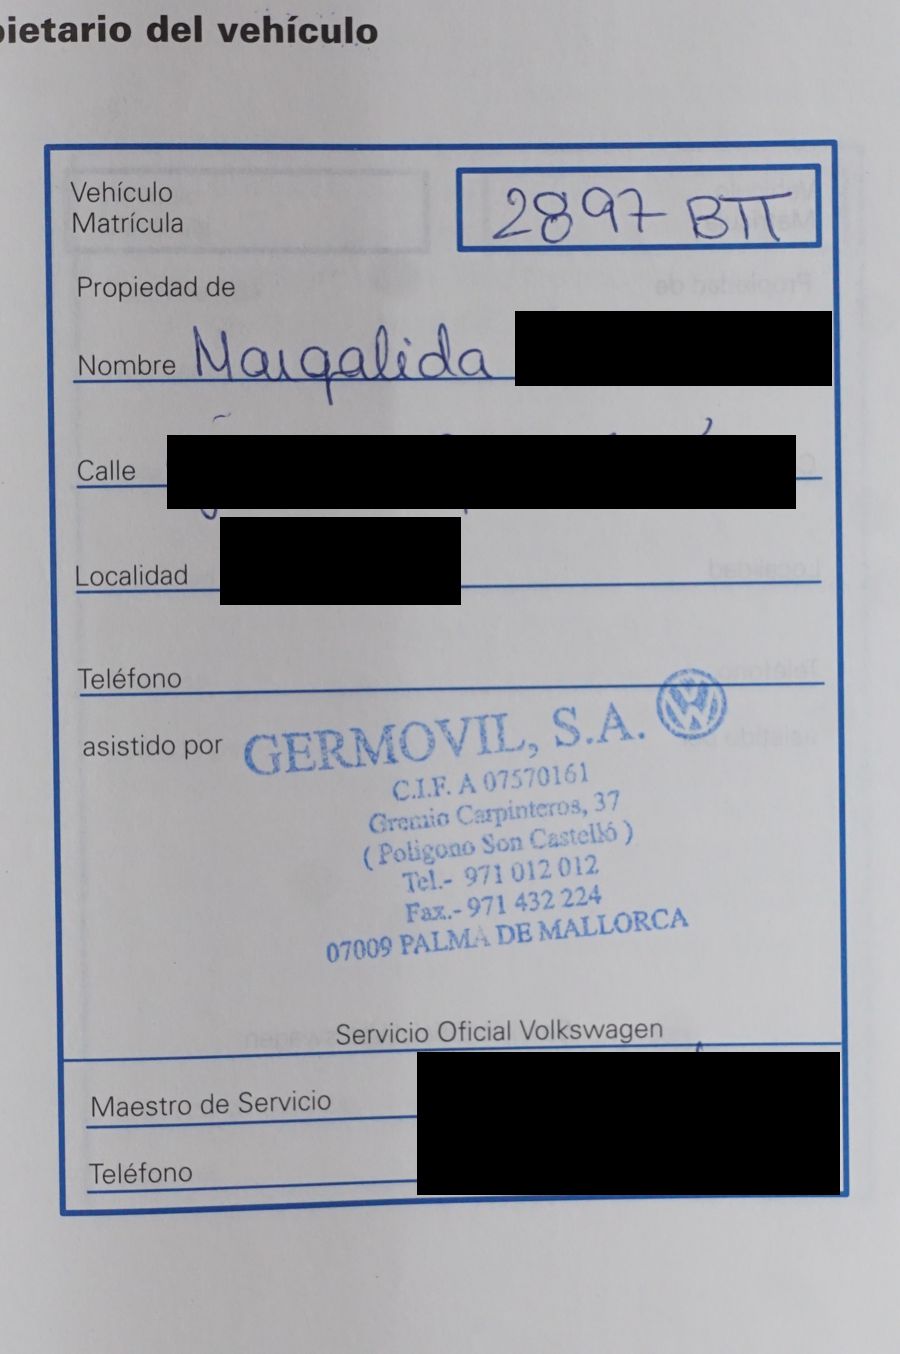 pietario del vehículo
Vehículo
Matrícula
2897 BTT
Propiedad de
Nombre Margalida
Calle
Localidad
Teléfono
asistido por
GERMOVIL, S.A.
C.I.F. A 07570161
Gremio Carpinteros, 37
( Poligono Son Castelló )
Tel.- 971 012 012
Fax.- 971 432 224
07009 PALMA DE MALLORCA
Servicio Oficial Volkswagen
Maestro de Servicio
Teléfono